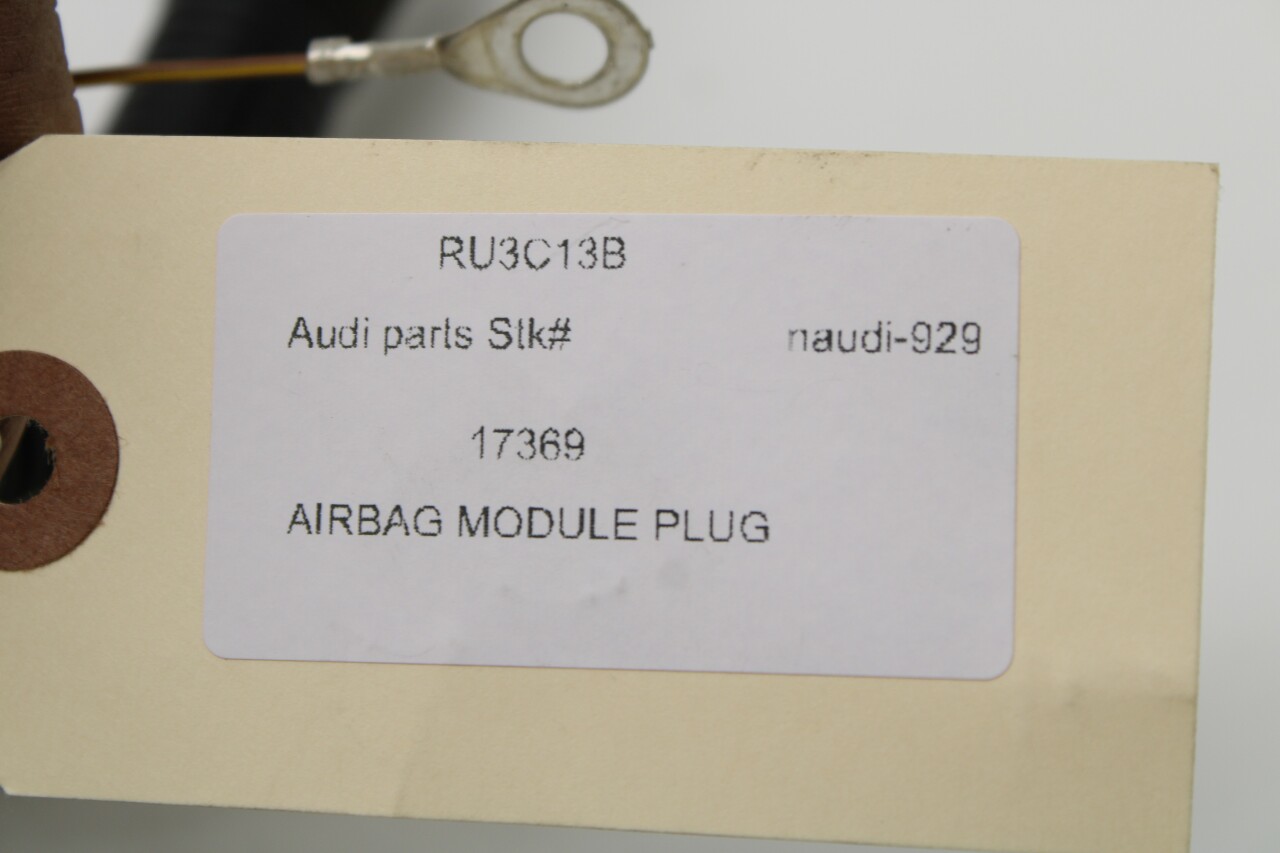 RU3C13B
Audi parts Stk# naudi-929
17369
AIRBAG MODULE PLUG